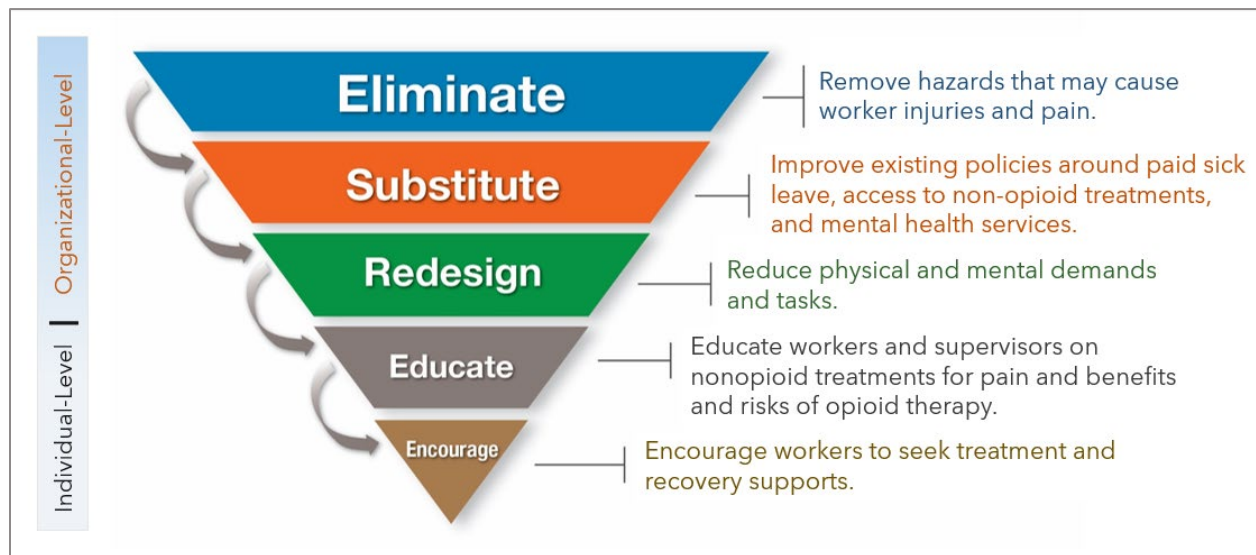 Organizational-Level
Individual-Level
Eliminate
Remove hazards that may cause
worker injuries and pain.
Substitute
Improve existing policies around paid sick
leave, access to non-opioid treatments,
and mental health services.
Redesign
Reduce physical and mental demands
and tasks.
Educate
Educate workers and supervisors on
nonopioid treatments for pain and benefits
and risks of opioid therapy.
Encourage
Encourage workers to seek treatment and
recovery supports.